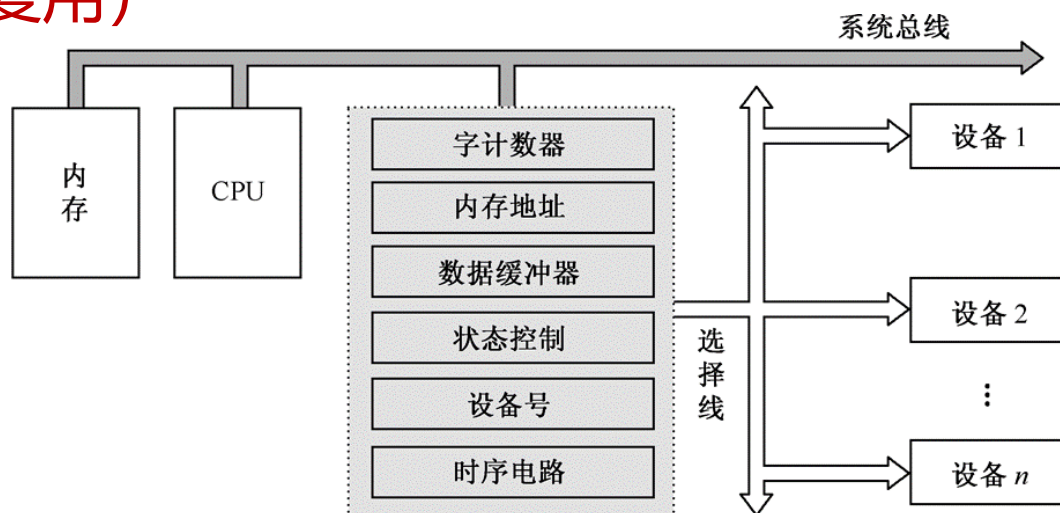 复用）
系统总线
内存
CPU
字计数器
内存地址
数据缓冲器
状态控制
设备号
时序电路
选择线
设备 1
设备 2
⋮
设备 n